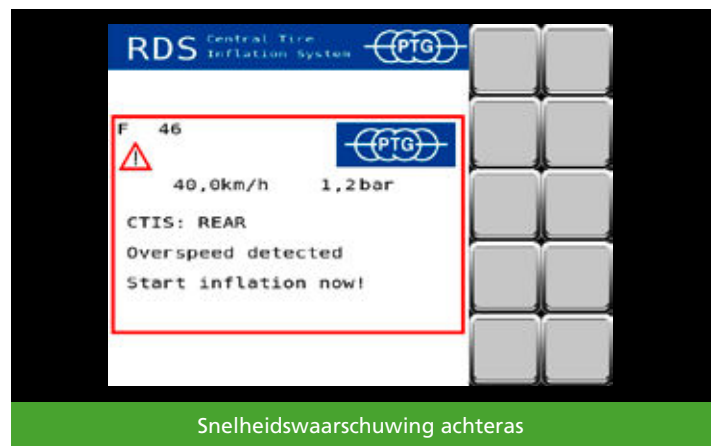 RDS Central Tire
Inflation System
PTG
F 46
PTG
40,0km/h 1,2bar
CTIS: REAR
Overspeed detected
Start inflation now!
Snelheidswaarschuwing achteras